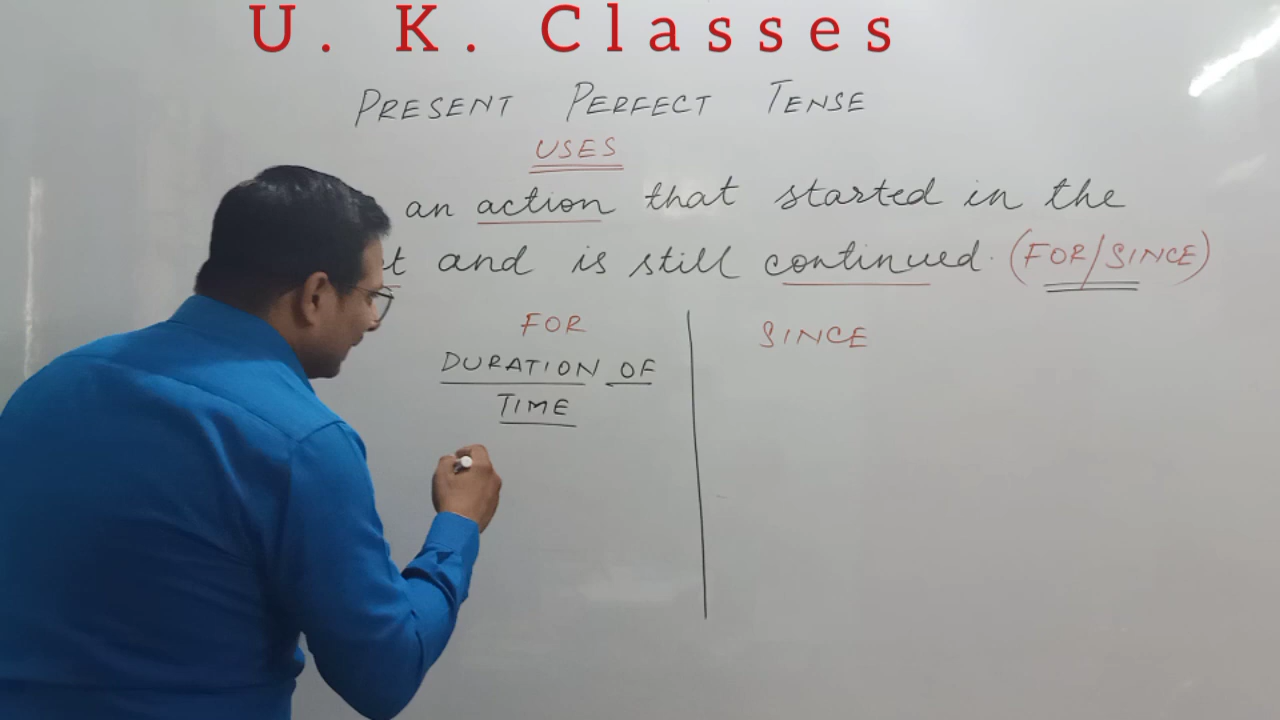 U. K. Classes
PRESENT PERFECT TENSE
USES
an action that started in the
and is still continued. (FOR/SINCE)
FOR
SINCE
DURATION OF
TIME